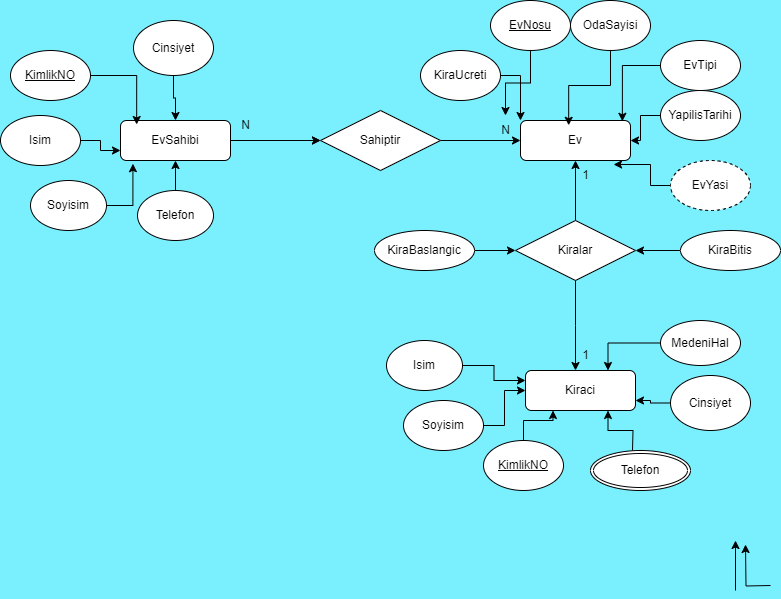 EvNosu
OdaSayisi
Cinsiyet
KimlikNO
KiraUcreti
EvTipi
YapilisTarihi
N
N
Isim
EvSahibi
Sahiptir
Ev
1
EvYasi
Soyisim
Telefon
KiraBaslangic
Kiralar
KiraBitis
MedeniHal
1
Isim
Kiraci
Cinsiyet
Soyisim
KimlikNO
Telefon